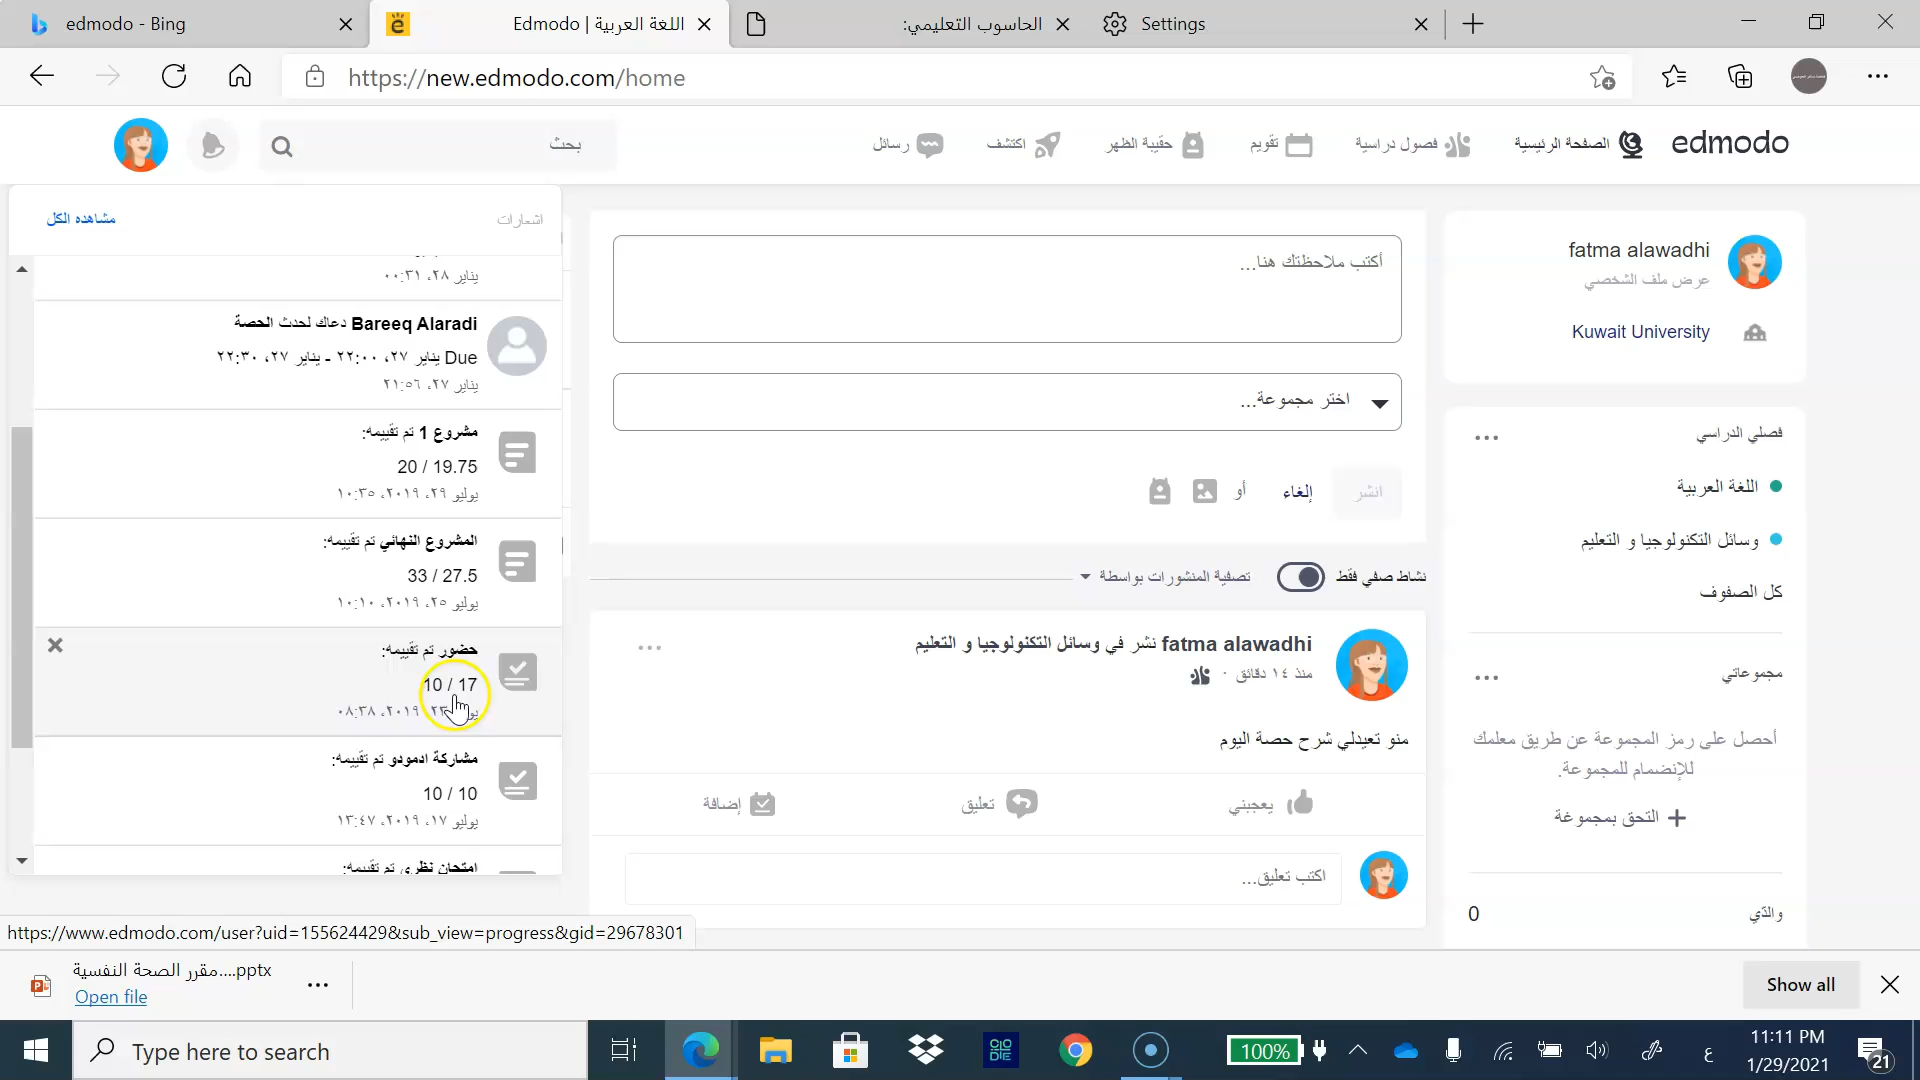 edmodo - Bing
اللغة العربية | Edmodo
الحاسوب التعليمي:
Settings
https://new.edmodo.com/home
edmodo
الصفحة الرئيسية
فصول دراسية
تقويم
حقيبة الظهر
اكتشف
رسائل
بحث
اشعارات
مشاهده الكل
يناير ٢٨، ٠٠:٣١
Bareeq Alaradi دعاك لحدث الحصة
Due يناير ٢٧، ٢٢:٠٠ - يناير ٢٧، ٢٢:٣٠
يناير ٢٧، ٢١:٥٦
مشروع 1 تم تقييمه:
20 / 19.75
يوليو ٢٩، ٢٠١٩، ١٠:٣٥
المشروع النهائي تم تقييمه:
33 / 27.5
يوليو ٢٥، ٢٠١٩، ١٠:١٠
حضور تم تقييمه:
10 / 17
٢٠١٩، ٠٨:٣٨
مشاركة ادمودو تم تقييمه:
10 / 10
يوليو ١٧، ٢٠١٩، ١٣:٤٧
امتحان نظري تم تقييمه:
أكتب ملاحظتك هنا...
اختر مجموعة...
انشر
إلغاء
أو
نشاط صفي فقط
تصفية المنشورات بواسطة
fatma alawadhi نشر في وسائل التكنولوجيا و التعليم
منذ ١٤ دقائق ·
منو تعيدلي شرح حصة اليوم
يعجبني
تعليق
إضافة
اكتب تعليق...
fatma alawadhi
عرض ملف الشخصي
Kuwait University
فصلي الدراسي
اللغة العربية
وسائل التكنولوجيا و التعليم
كل الصفوف
مجموعاتي
أحصل على رمز المجموعة عن طريق معلمك
للإنضمام للمجموعة.
التحق بمجموعة
والدّي
0
https://www.edmodo.com/user?uid=155624429&sub_view=progress&gid=29678301
مقرر الصحة النفسية....pptx
Open file
Show all
Type here to search
CODE
100%
ع
11:11 PM
1/29/2021
21